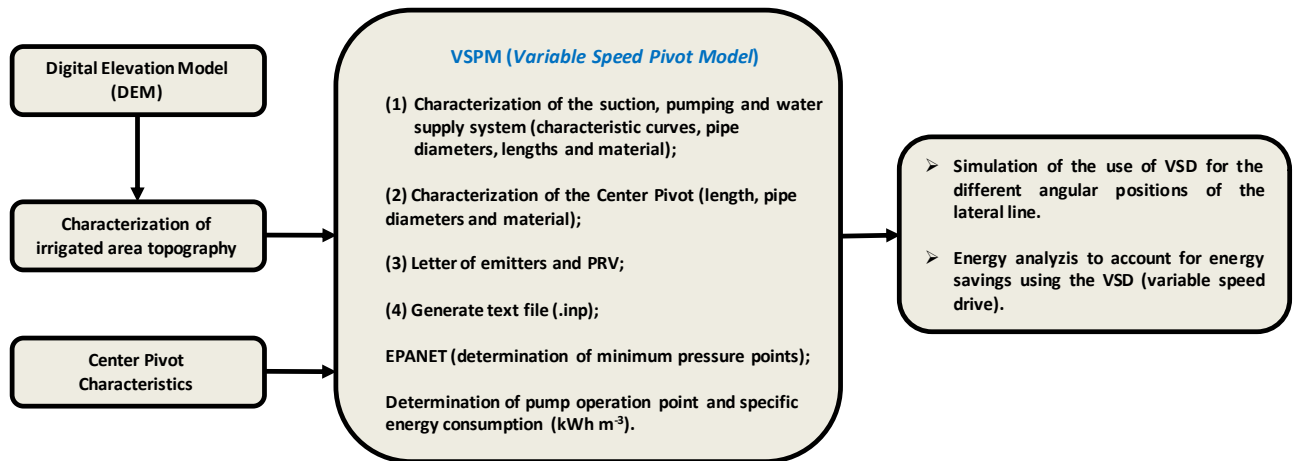 Digital Elevation Model
(DEM)
Characterization of
irrigated area topography
Center Pivot
Characteristics
VSPM (Variable Speed Pivot Model)
(1) Characterization of the suction, pumping and water
supply system (characteristic curves, pipe
diameters, lengths and material);
(2) Characterization of the Center Pivot (length, pipe
diameters and material);
(3) Letter of emitters and PRV;
(4) Generate text file (.inp);
EPANET (determination of minimum pressure points);
Determination of pump operation point and specific
energy consumption (kWh m⁻³).
➢ Simulation of the use of VSD for the
different angular positions of the
lateral line.
➢ Energy analyzis to account for energy
savings using the VSD (variable speed
drive).